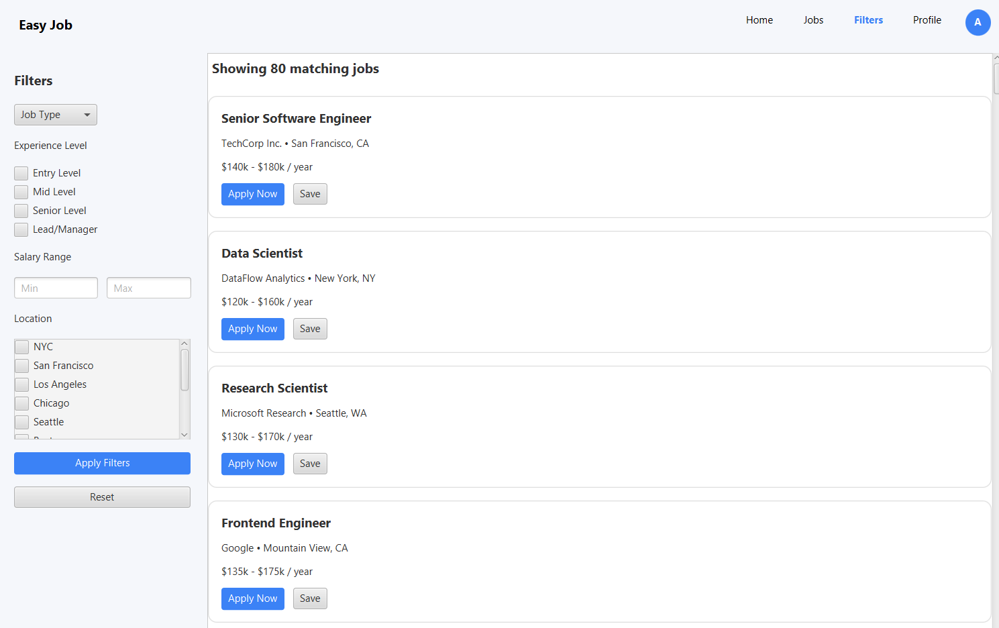 Easy Job
Home
Jobs
Filters
Profile
A
Filters
Job Type
Experience Level
Entry Level
Mid Level
Senior Level
Lead/Manager
Salary Range
Min
Max
Location
NYC
San Francisco
Los Angeles
Chicago
Seattle
Apply Filters
Reset
Showing 80 matching jobs
Senior Software Engineer
TechCorp Inc. • San Francisco, CA
$140k - $180k / year
Apply Now
Save
Data Scientist
DataFlow Analytics • New York, NY
$120k - $160k / year
Apply Now
Save
Research Scientist
Microsoft Research • Seattle, WA
$130k - $170k / year
Apply Now
Save
Frontend Engineer
Google • Mountain View, CA
$135k - $175k / year
Apply Now
Save